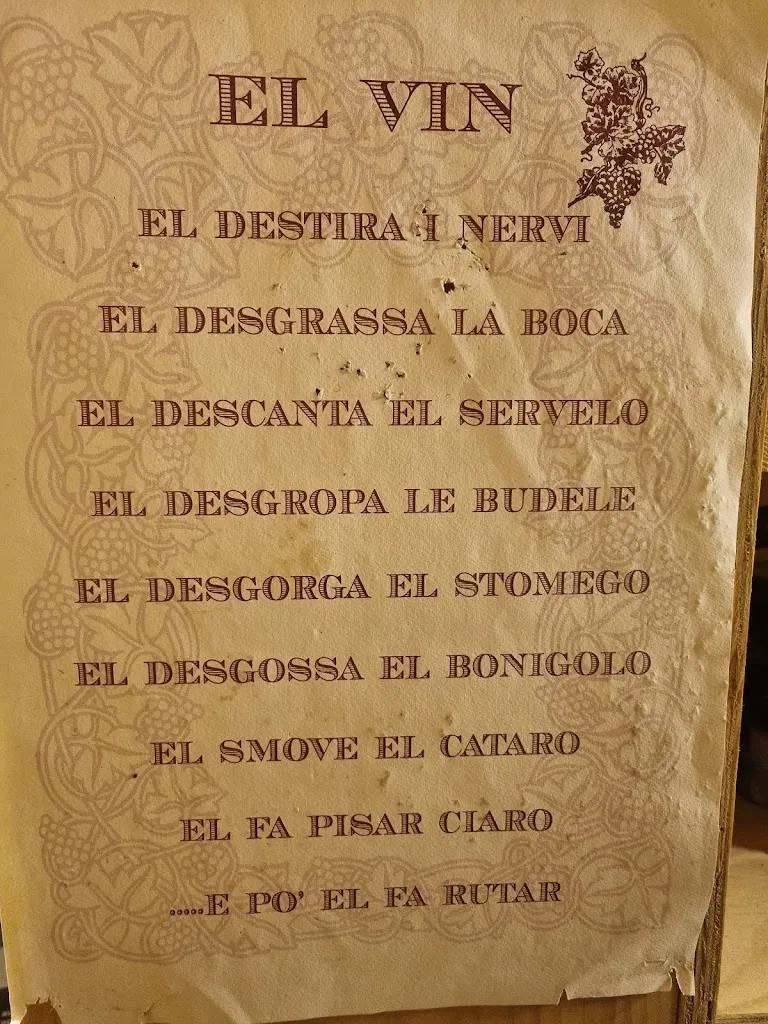 EL VIN
EL DESTIRA I NERVI
EL DESGRASSA LA BOCA
EL DESCANTA EL SERVELO
EL DESGROPA LE BUDELE
EL DESGORGA EL STOMEGO
EL DESGOSSA EL BONIGOLO
EL SMOVE EL CATARO
EL FA PISAR CIARO
.....E PO' EL FA RUTAR